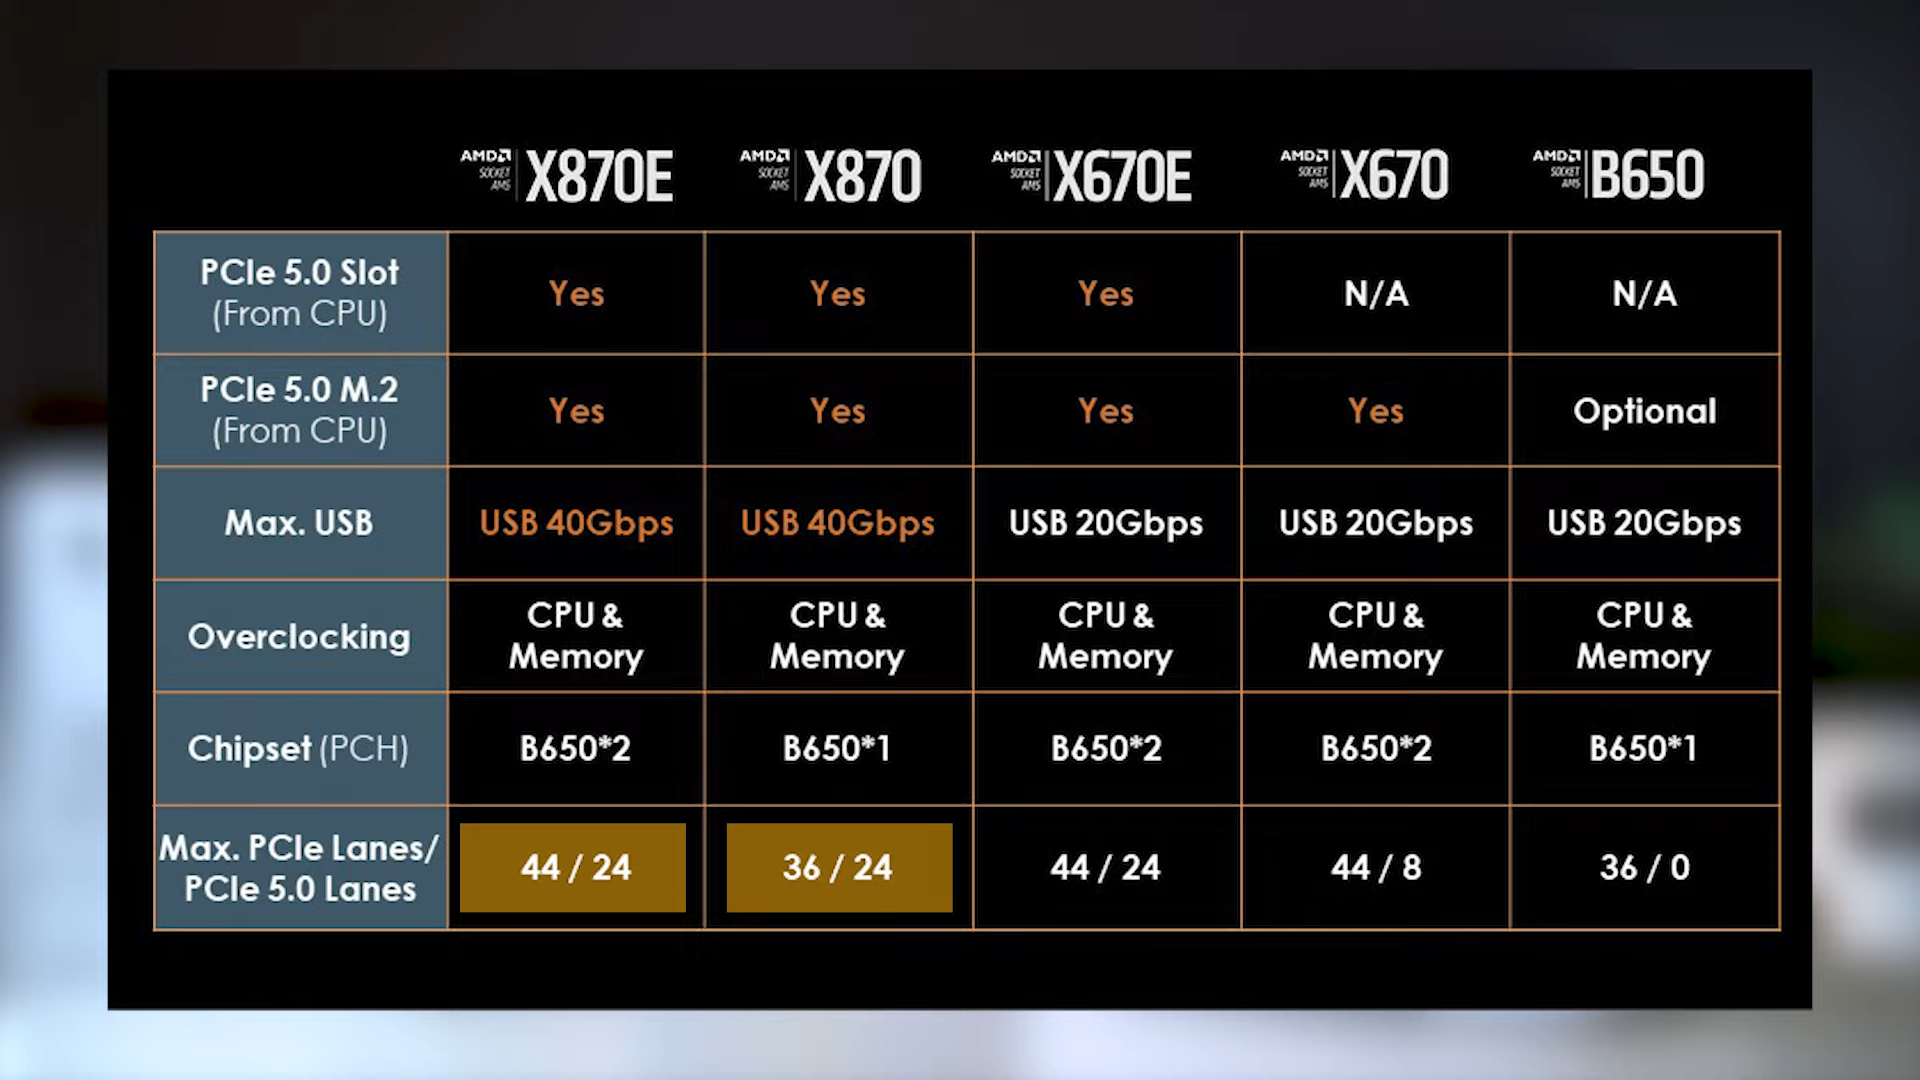 AMD SOCKET AM5 X870E
AMD SOCKET AM5 X870
AMD SOCKET AM5 X670E
AMD SOCKET AM5 X670
AMD SOCKET AM5 B650
PCIe 5.0 Slot
(From CPU)
Yes
Yes
Yes
N/A
N/A
PCIe 5.0 M.2
(From CPU)
Yes
Yes
Yes
Yes
Optional
Max. USB
USB 40Gbps
USB 40Gbps
USB 20Gbps
USB 20Gbps
USB 20Gbps
Overclocking
CPU &
Memory
CPU &
Memory
CPU &
Memory
CPU &
Memory
CPU &
Memory
Chipset (PCH)
B650*2
B650*1
B650*2
B650*2
B650*1
Max. PCIe Lanes/
PCIe 5.0 Lanes
44 / 24
36 / 24
44 / 24
44 / 8
36 / 0